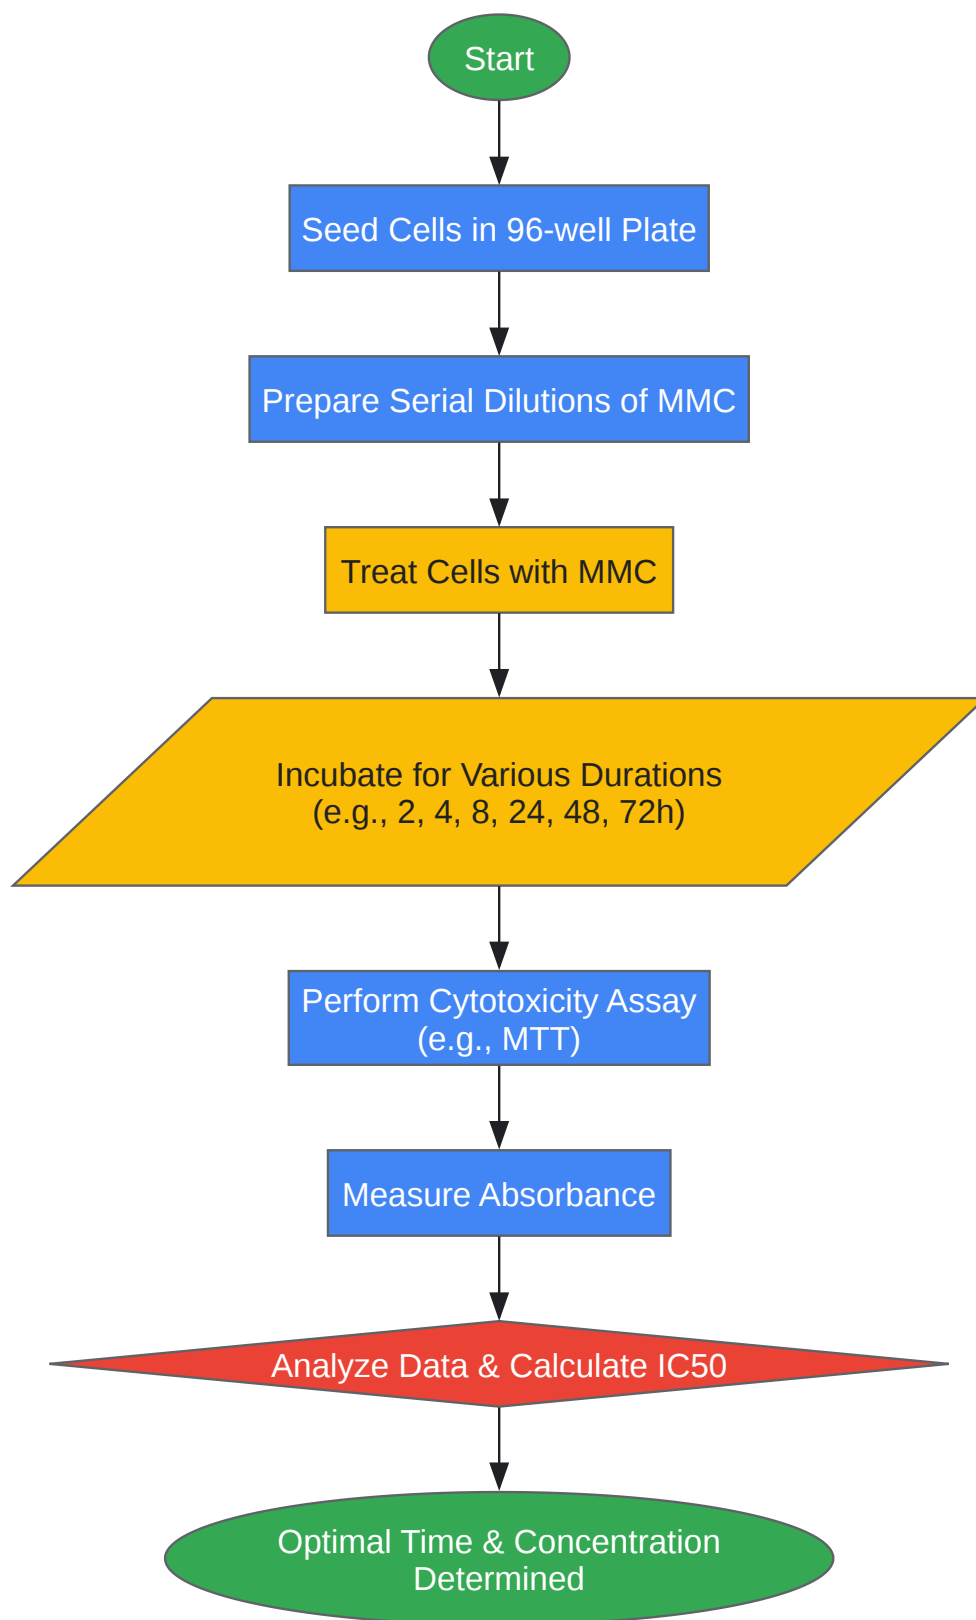 Start
Seed Cells in 96-well Plate
Prepare Serial Dilutions of MMC
Treat Cells with MMC
Incubate for Various Durations
(e.g., 2, 4, 8, 24, 48, 72h)
Perform Cytotoxicity Assay
(e.g., MTT)
Measure Absorbance
Analyze Data & Calculate IC50
Optimal Time & Concentration
Determined